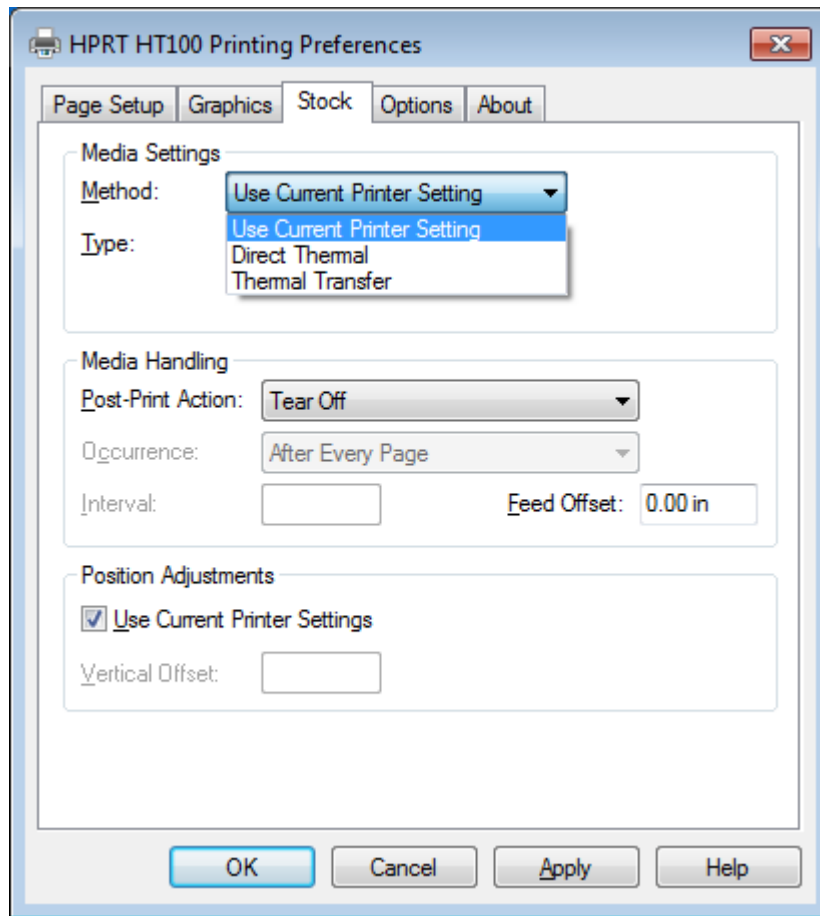 HPRT HT100 Printing Preferences
Page Setup Graphics Stock Options About
Media Settings
Method: Use Current Printer Setting
Use Current Printer Setting
Type: Direct Thermal
Thermal Transfer
Media Handling
Post-Print Action: Tear Off
Occurrence: After Every Page
Interval: Feed Offset: 0.00 in
Position Adjustments
Use Current Printer Settings
Vertical Offset:
OK Cancel Apply Help